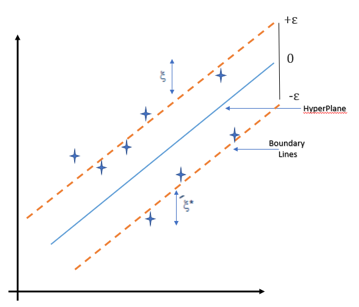 +ε
ξ
0
-ε
HyperPlane
Boundary
Lines
ξ*